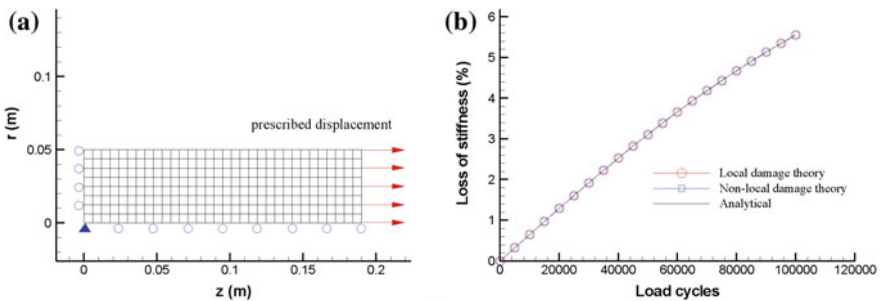 (a)
r (m)
0.1
0.05
0
prescribed displacement
0
0.05
0.1
0.15
0.2
z (m)
(b)
Loss of stiffness (%)
6
5
4
3
2
1
0
Local damage theory
Non-local damage theory
Analytical
0
20000
40000
60000
80000
100000
120000
Load cycles